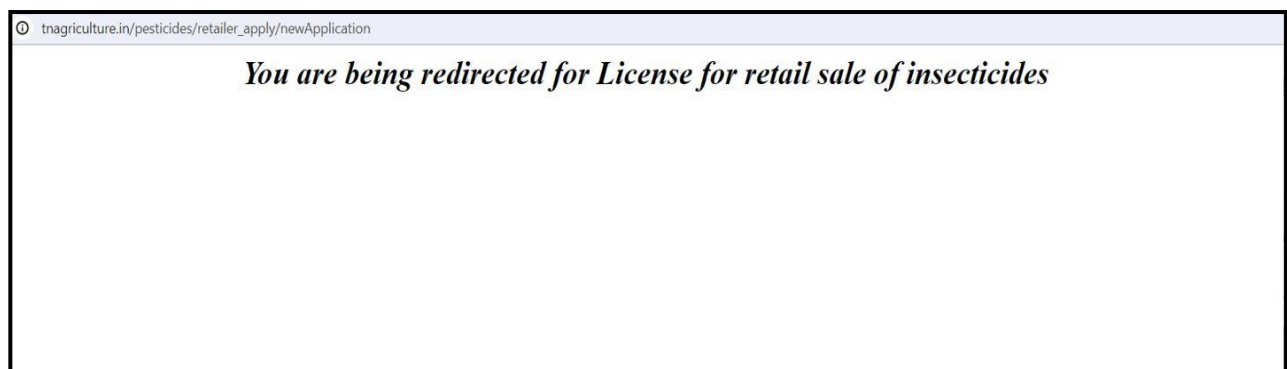 tnagriculture.in/pesticides/retailer_apply/newApplication
You are being redirected for License for retail sale of insecticides